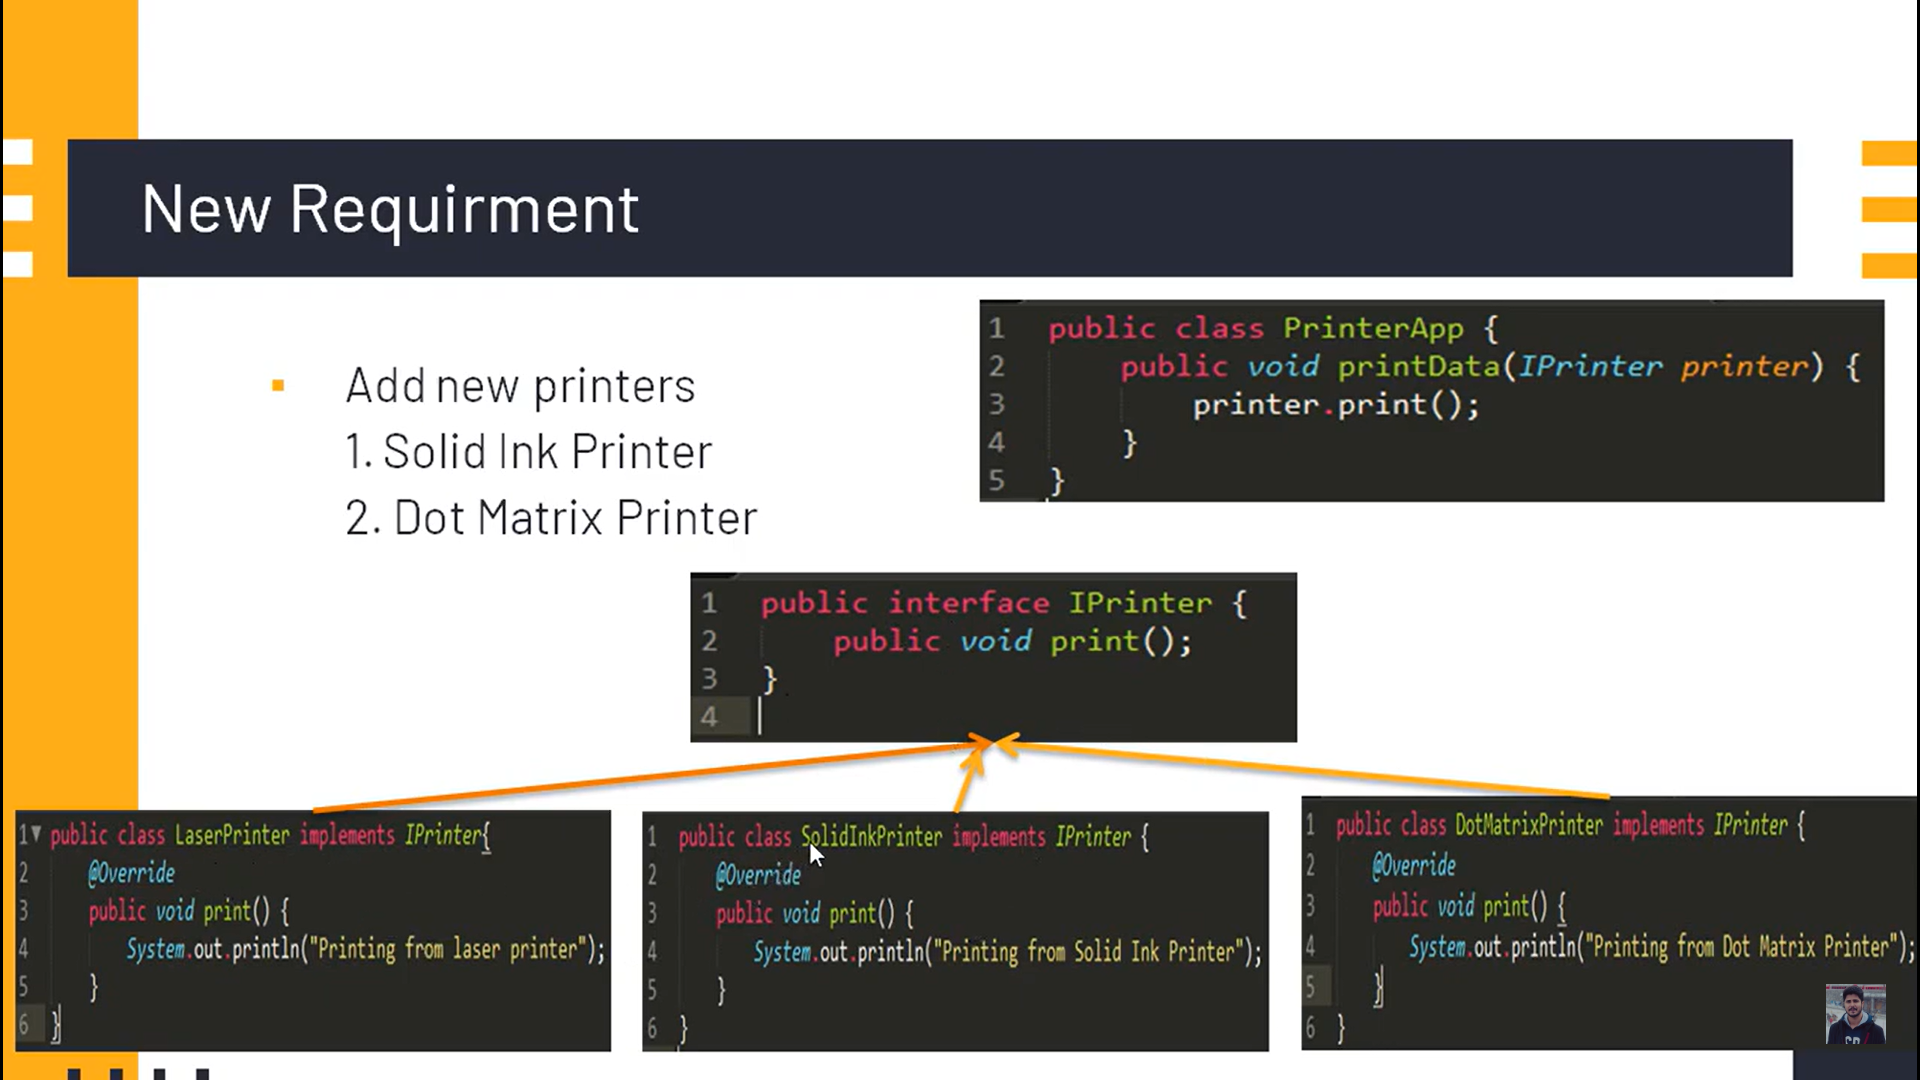 New Requirment
Add new printers
1. Solid Ink Printer
2. Dot Matrix Printer
1 public class PrinterApp {
2 public void printData(IPrinter printer) {
3 printer.print();
4 }
5 }
1 public interface IPrinter {
2 public void print();
3 }
4
1 public class LaserPrinter implements IPrinter{
2 @Override
3 public void print() {
4 System.out.println("Printing from laser printer");
5 }
6 }
1 public class SolidInkPrinter implements IPrinter {
2 @Override
3 public void print() {
4 System.out.println("Printing from Solid Ink Printer");
5 }
6 }
1 public class DotMatrixPrinter implements IPrinter {
2 @Override
3 public void print() {
4 System.out.println("Printing from Dot Matrix Printer");
5 }
6 }